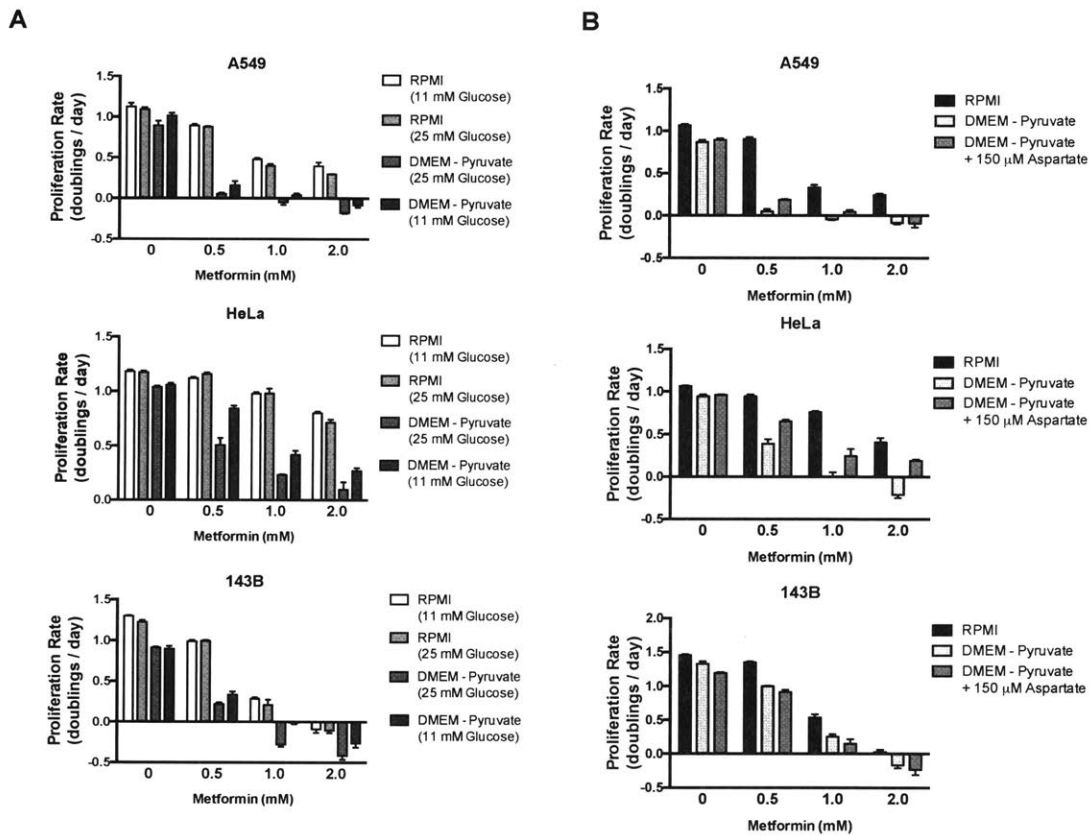 A
A549
Proliferation Rate
(doublings / day)
1.5
1.0
0.5
0.0
-0.5
0 0.5 1.0 2.0
Metformin (mM)
RPMI
(11 mM Glucose)
RPMI
(25 mM Glucose)
DMEM - Pyruvate
(25 mM Glucose)
DMEM - Pyruvate
(11 mM Glucose)
HeLa
Proliferation Rate
(doublings / day)
1.5
1.0
0.5
0.0
0 0.5 1.0 2.0
Metformin (mM)
RPMI
(11 mM Glucose)
RPMI
(25 mM Glucose)
DMEM - Pyruvate
(25 mM Glucose)
DMEM - Pyruvate
(11 mM Glucose)
143B
Proliferation Rate
(doublings / day)
1.5
1.0
0.5
0.0
-0.5
0 0.5 1.0 2.0
Metformin (mM)
RPMI
(11 mM Glucose)
RPMI
(25 mM Glucose)
DMEM - Pyruvate
(25 mM Glucose)
DMEM - Pyruvate
(11 mM Glucose)
B
A549
Proliferation Rate
(doublings / day)
1.5
1.0
0.5
0.0
-0.5
0 0.5 1.0 2.0
Metformin (mM)
RPMI
DMEM - Pyruvate
DMEM - Pyruvate
+ 150 µM Aspartate
HeLa
Proliferation Rate
(doublings / day)
1.5
1.0
0.5
0.0
-0.5
0 0.5 1.0 2.0
Metformin (mM)
RPMI
DMEM - Pyruvate
DMEM - Pyruvate
+ 150 µM Aspartate
143B
Proliferation Rate
(doublings / day)
2.0
1.5
1.0
0.5
0.0
-0.5
0 0.5 1.0 2.0
Metformin (mM)
RPMI
DMEM - Pyruvate
DMEM - Pyruvate
+ 150 µM Aspartate